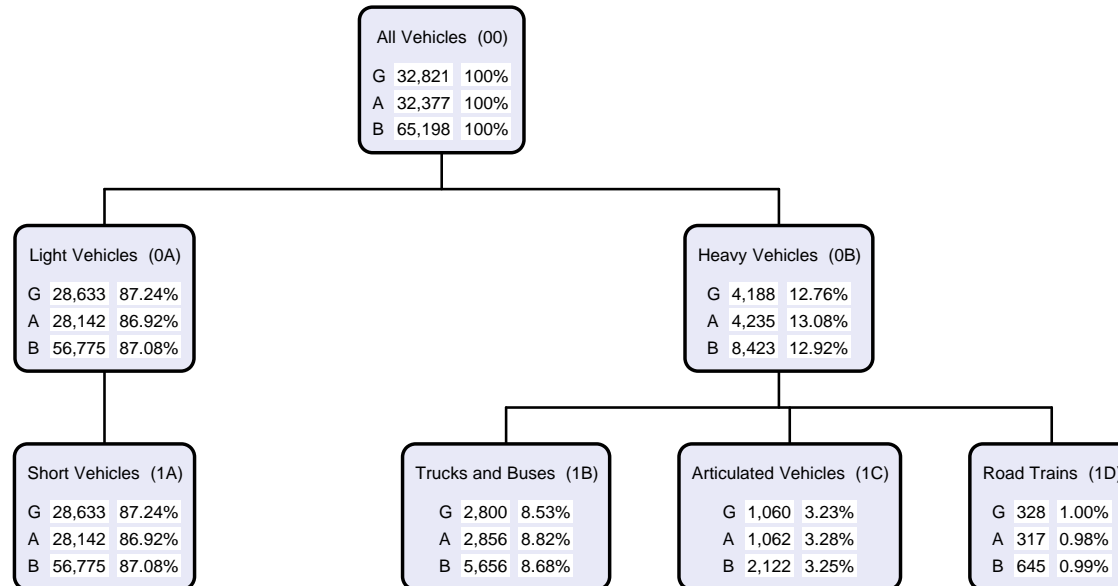 All Vehicles (00)
G 32,821 100%
A 32,377 100%
B 65,198 100%
Light Vehicles (0A)
G 28,633 87.24%
A 28,142 86.92%
B 56,775 87.08%
Heavy Vehicles (0B)
G 4,188 12.76%
A 4,235 13.08%
B 8,423 12.92%
Short Vehicles (1A)
G 28,633 87.24%
A 28,142 86.92%
B 56,775 87.08%
Trucks and Buses (1B)
G 2,800 8.53%
A 2,856 8.82%
B 5,656 8.68%
Articulated Vehicles (1C)
G 1,060 3.23%
A 1,062 3.28%
B 2,122 3.25%
Road Trains (1D)
G 328 1.00%
A 317 0.98%
B 645 0.99%